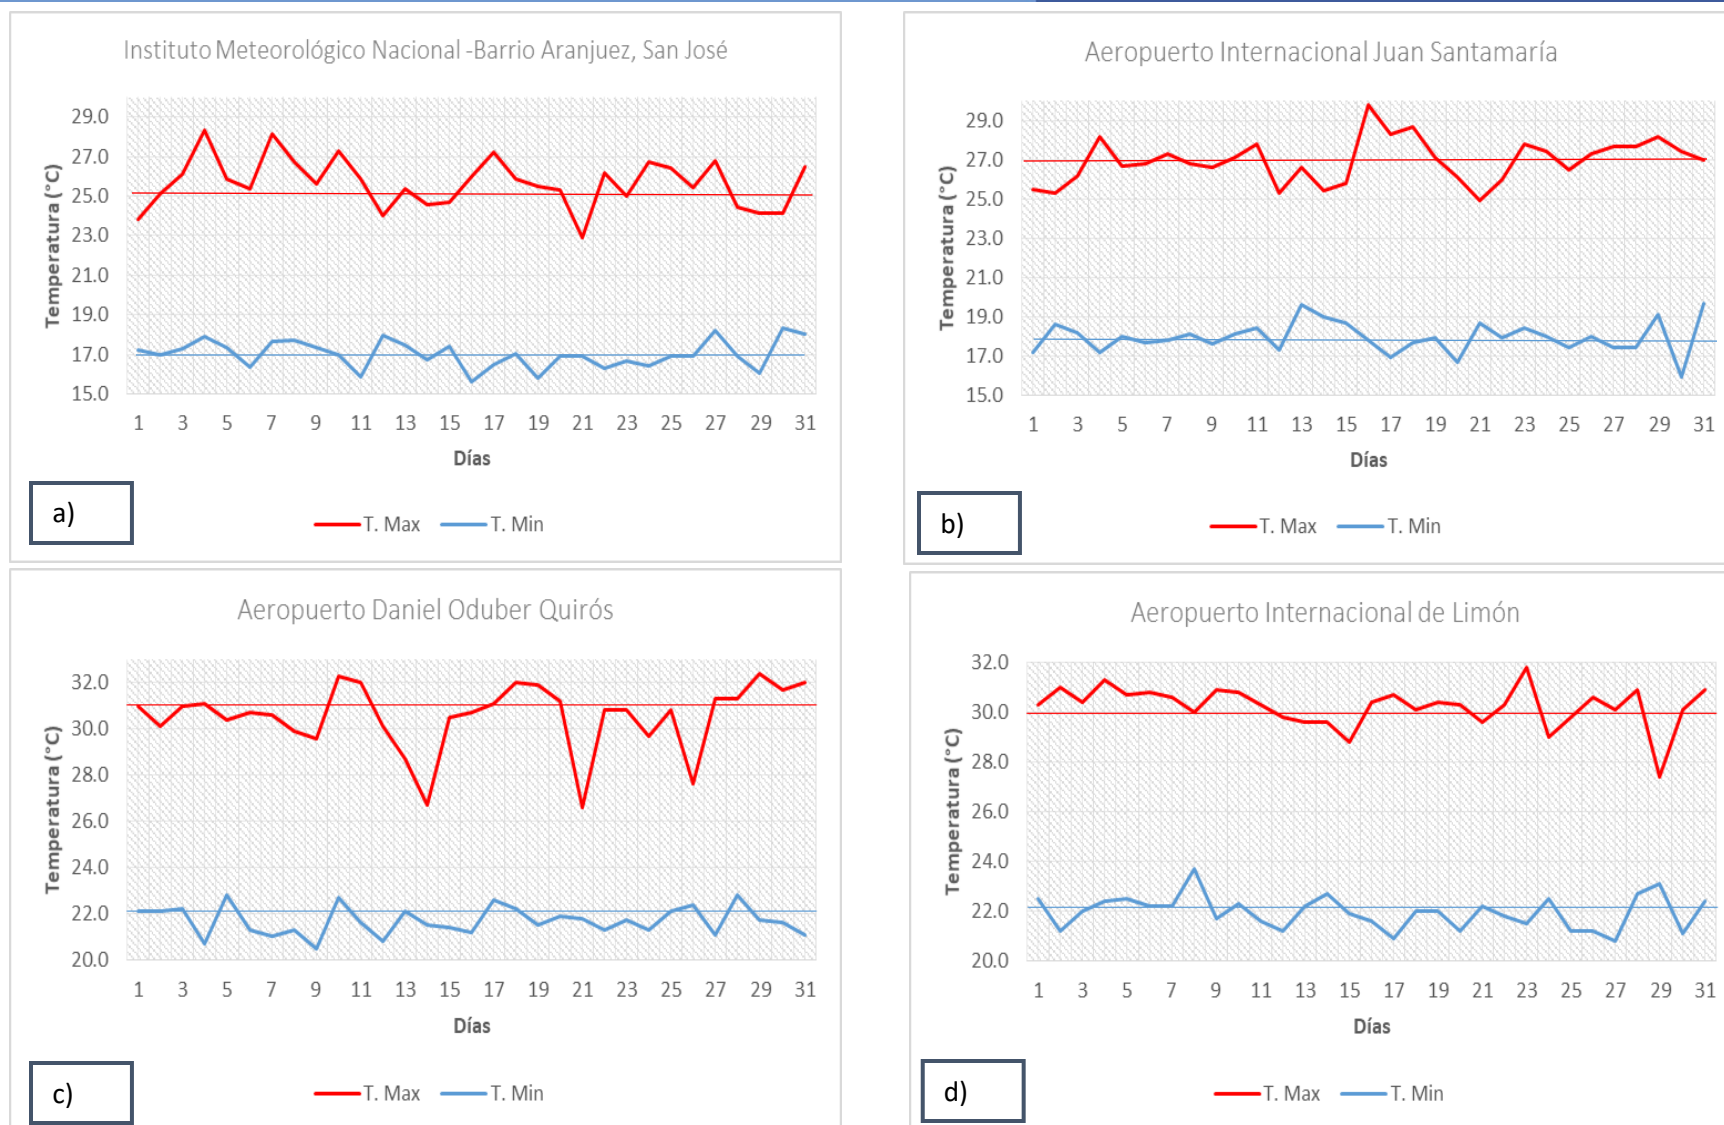 Instituto Meteorológico Nacional -Barrio Aranjuez, San José
Temperatura (°C)
29.0
27.0
25.0
23.0
21.0
19.0
17.0
15.0
1 3 5 7 9 11 13 15 17 19 21 23 25 27 29 31
Días
a)
T. Max T. Min
Aeropuerto Internacional Juan Santamaría
Temperatura (°C)
29.0
27.0
25.0
23.0
21.0
19.0
17.0
15.0
1 3 5 7 9 11 13 15 17 19 21 23 25 27 29 31
Días
b)
T. Max T. Min
Aeropuerto Daniel Oduber Quirós
Temperatura (°C)
32.0
30.0
28.0
26.0
24.0
22.0
20.0
1 3 5 7 9 11 13 15 17 19 21 23 25 27 29 31
Días
c)
T. Max T. Min
Aeropuerto Internacional de Limón
Temperatura (°C)
32.0
30.0
28.0
26.0
24.0
22.0
20.0
1 3 5 7 9 11 13 15 17 19 21 23 25 27 29 31
Días
d)
T. Max T. Min